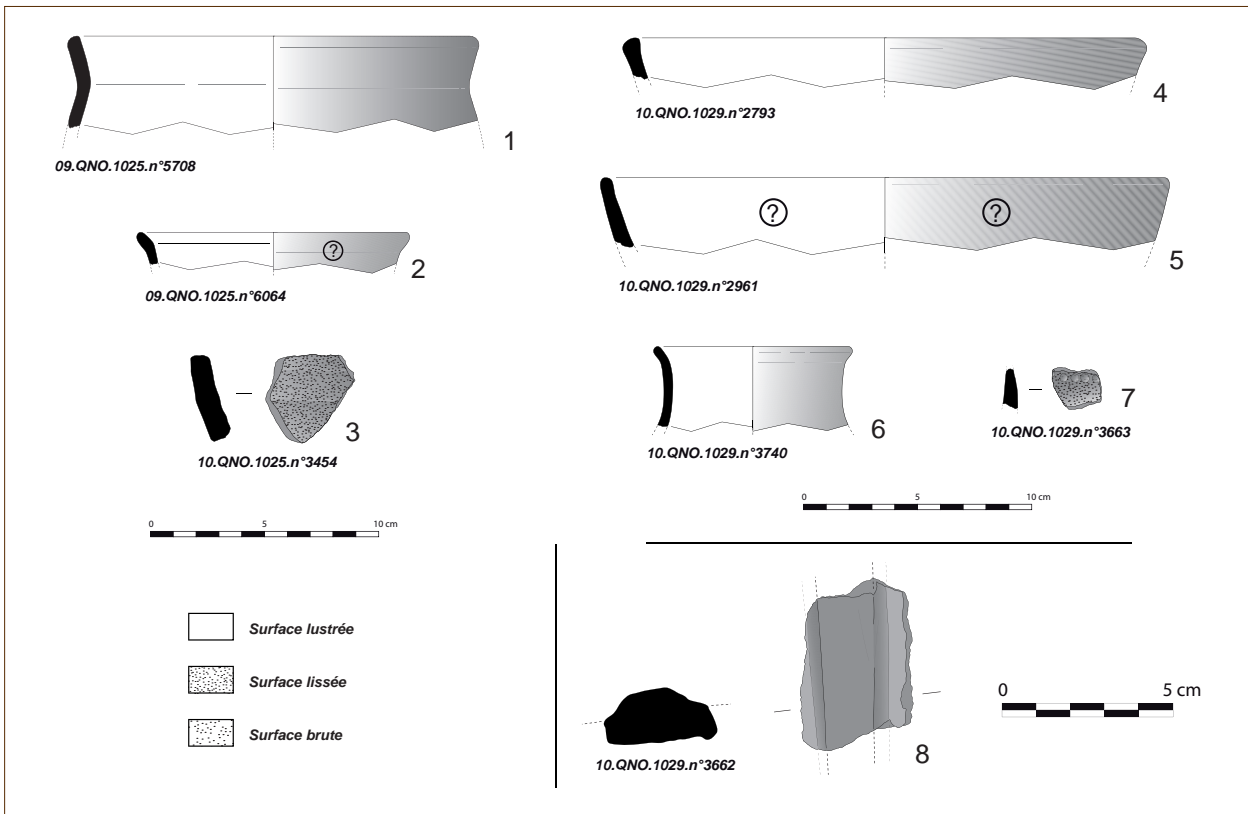 1
09.QNO.1025.n°5708
?
2
09.QNO.1025.n°6064
3
10.QNO.1025.n°3454
0 5 10 cm
Surface lustrée
Surface lissée
Surface brute
4
10.QNO.1029.n°2793
? ?
5
10.QNO.1029.n°2961
6
10.QNO.1029.n°3740
7
10.QNO.1029.n°3663
0 5 10 cm
10.QNO.1029.n°3662
8
0 5 cm